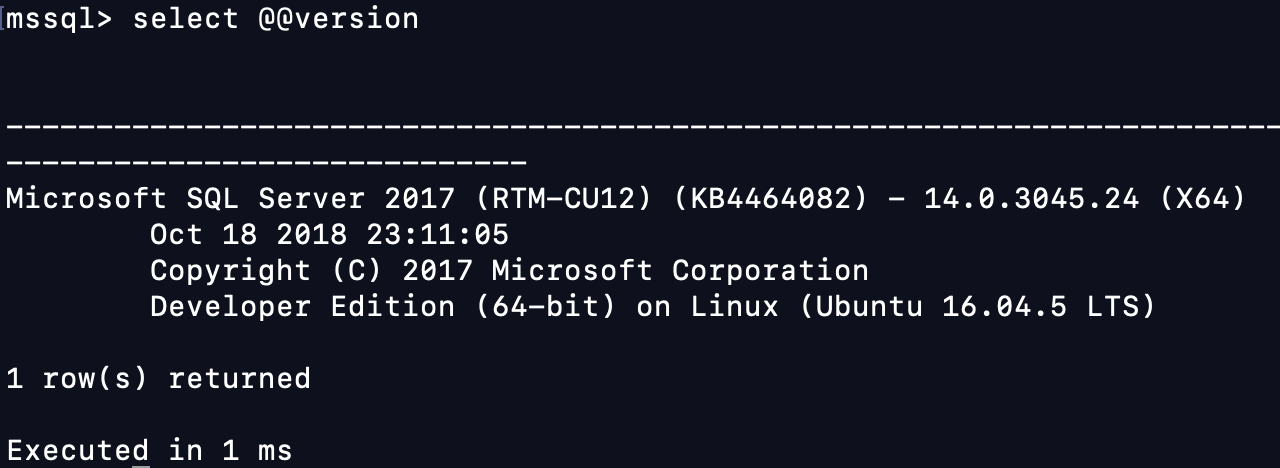 mssql> select @@version
--------------------------------------------------------------------------------
-----------------------------
Microsoft SQL Server 2017 (RTM-CU12) (KB4464082) - 14.0.3045.24 (X64)
Oct 18 2018 23:11:05
Copyright (C) 2017 Microsoft Corporation
Developer Edition (64-bit) on Linux (Ubuntu 16.04.5 LTS)
1 row(s) returned
Executed in 1 ms